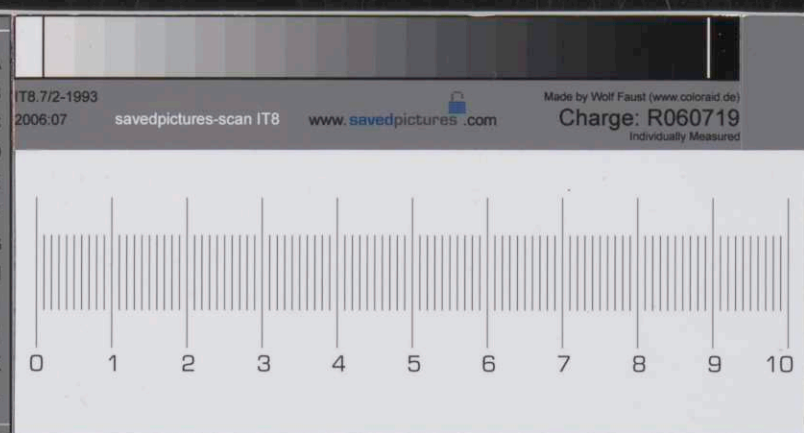 IT8.7/2-1993
2006:07
savedpictures-scan IT8
www.savedpictures.com
Made by Wolf Faust (www.coloraid.de)
Charge: R060719
Individually Measured
0 1 2 3 4 5 6 7 8 9 10